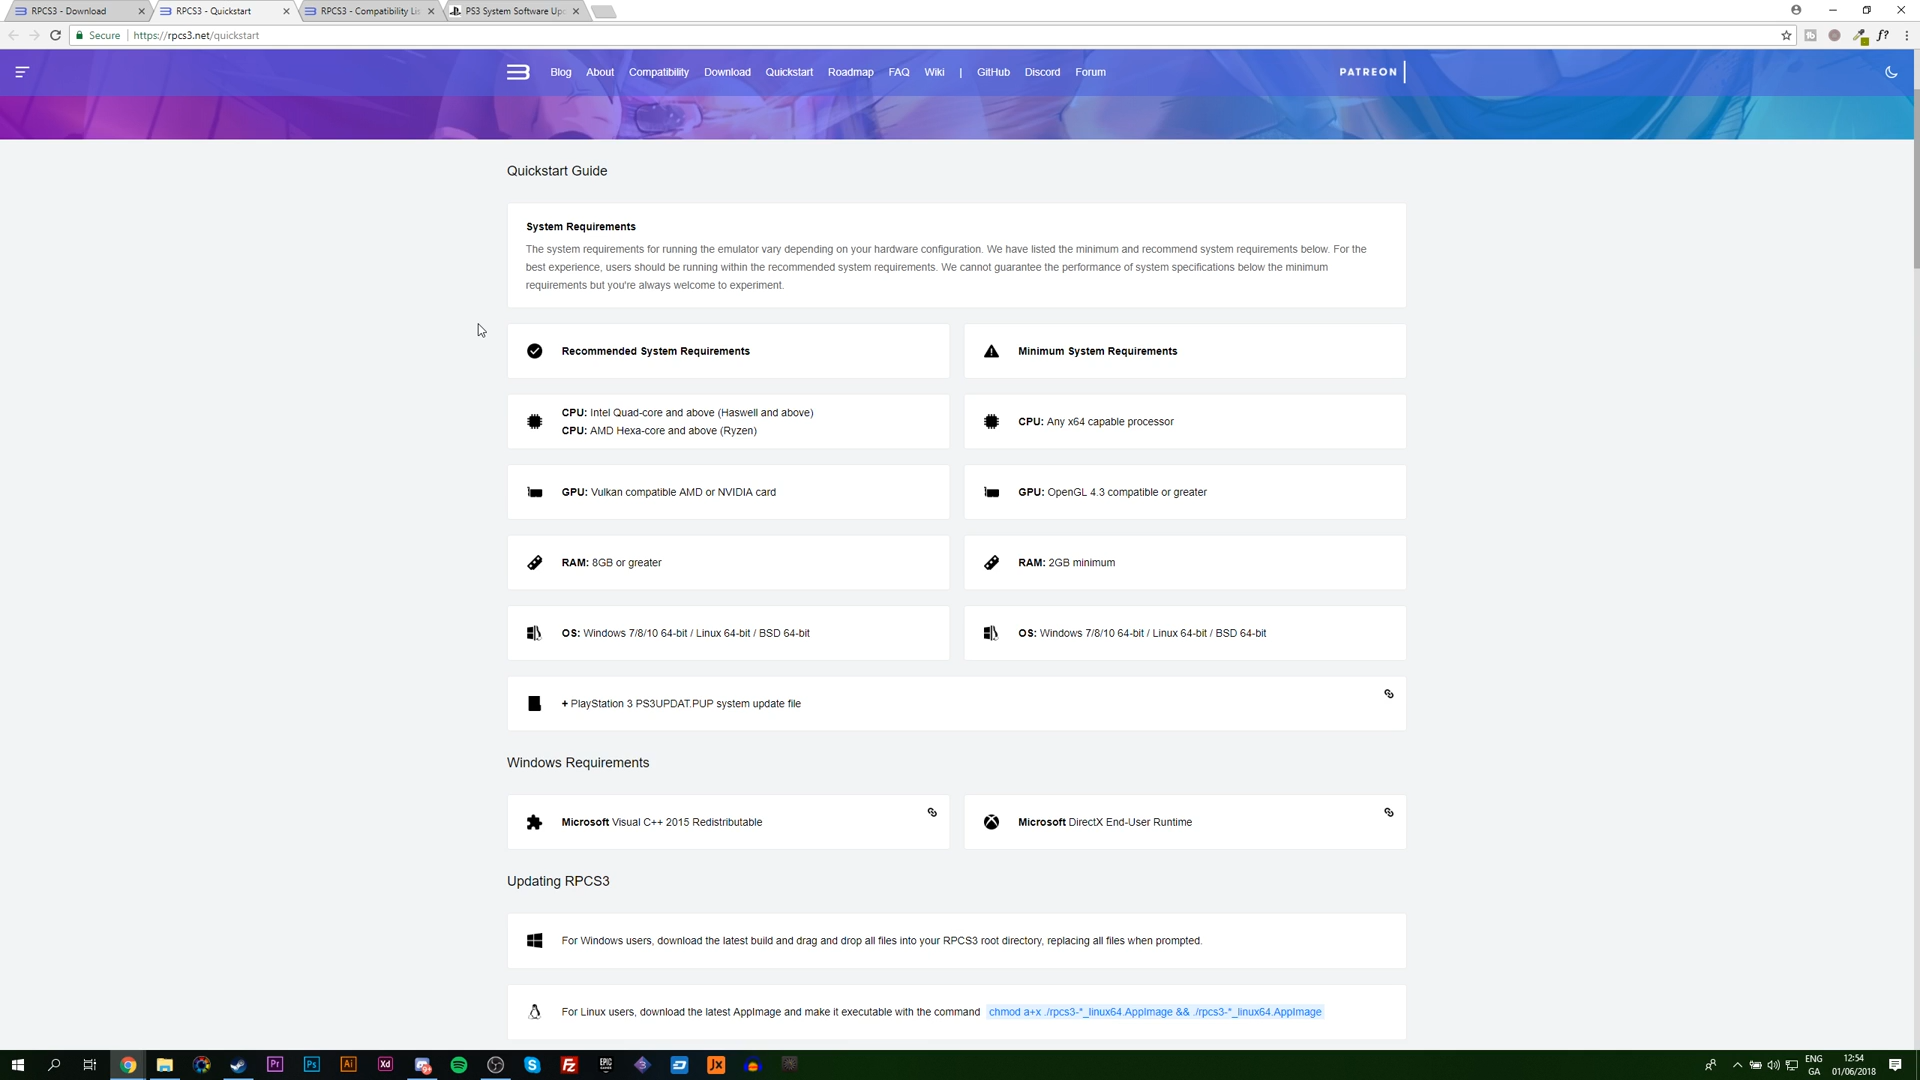 RPCS3 - Download
RPCS3 - Quickstart
RPCS3 - Compatibility Li
PS3 System Software Up
Secure
https://rpcs3.net/quickstart
f?
Blog
About
Compatibility
Download
Quickstart
Roadmap
FAQ
Wiki
|
GitHub
Discord
Forum
PATREON
Quickstart Guide
System Requirements
The system requirements for running the emulator vary depending on your hardware configuration. We have listed the minimum and recommend system requirements below. For the
best experience, users should be running within the recommended system requirements. We cannot guarantee the performance of system specifications below the minimum
requirements but you're always welcome to experiment.
Recommended System Requirements
Minimum System Requirements
CPU: Intel Quad-core and above (Haswell and above)
CPU: AMD Hexa-core and above (Ryzen)
CPU: Any x64 capable processor
GPU: Vulkan compatible AMD or NVIDIA card
GPU: OpenGL 4.3 compatible or greater
RAM: 8GB or greater
RAM: 2GB minimum
OS: Windows 7/8/10 64-bit / Linux 64-bit / BSD 64-bit
OS: Windows 7/8/10 64-bit / Linux 64-bit / BSD 64-bit
+ PlayStation 3 PS3UPDAT.PUP system update file
Windows Requirements
Microsoft Visual C++ 2015 Redistributable
Microsoft DirectX End-User Runtime
Updating RPCS3
For Windows users, download the latest build and drag and drop all files into your RPCS3 root directory, replacing all files when prompted.
For Linux users, download the latest AppImage and make it executable with the command chmod a+x ./rpcs3-*_linux64.AppImage && ./rpcs3-*_linux64.AppImage
Pr
Ps
Ai
Xd
S
Fz
EPIC
JX
ENG
GA
12:54
01/06/2018